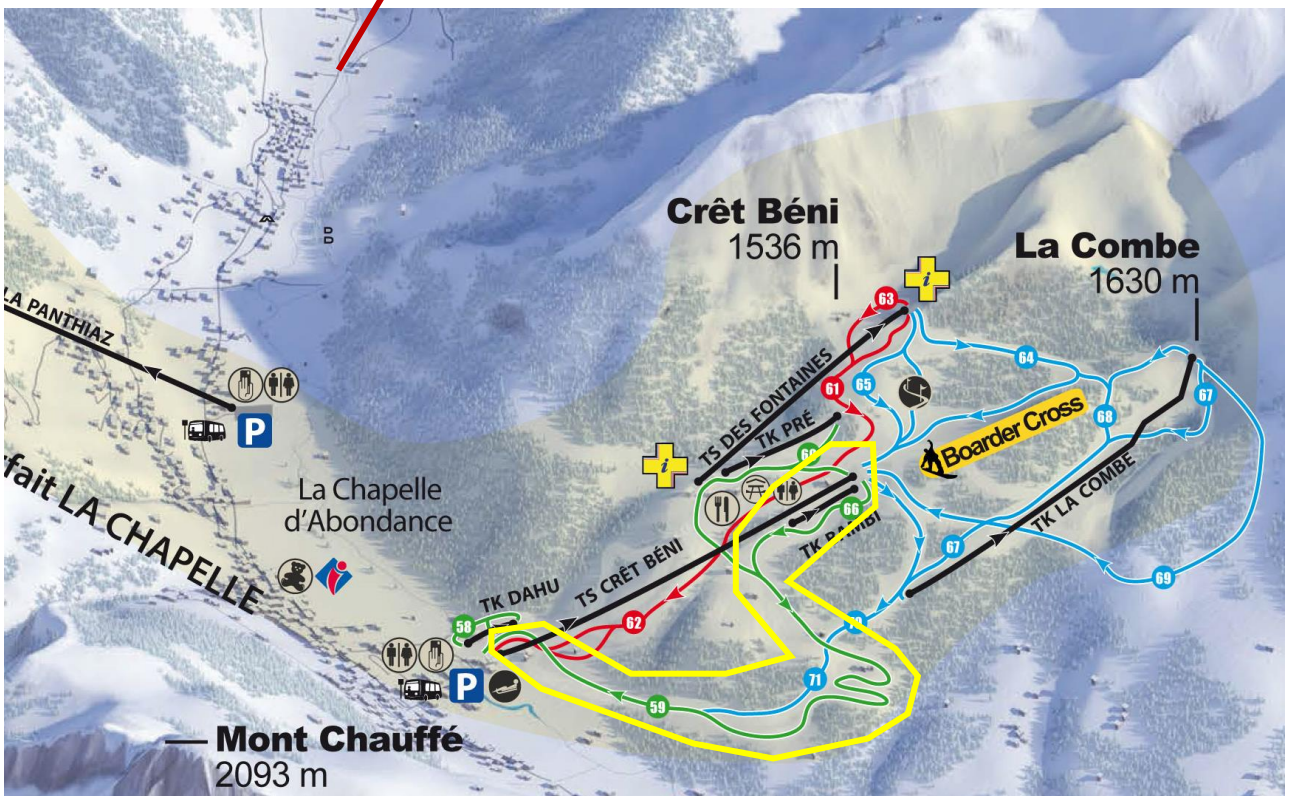 Crêt Béni
1536 m
La Combe
1630 m
LA PANTHIAZ
P
i
63
64
61
65
67
68
TS DES FONTAINES
TK PRÉ
Boarder Cross
i
60
rfait LA CHAPELLE
La Chapelle
d'Abondance
66
TK BAMBI
TK LA COMBE
67
69
TS CRÊT BÉNI
TK DAHU
58
62
70
P
71
59
Mont Chauffé
2093 m